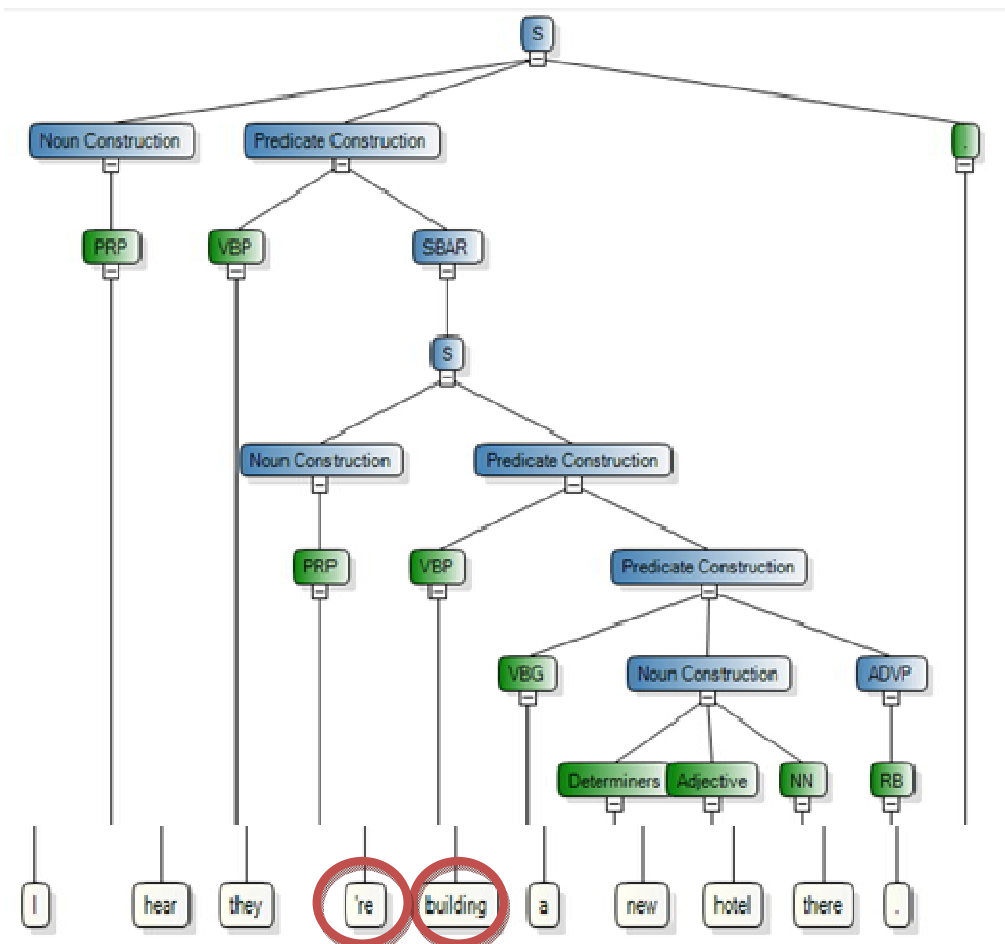 S
Noun Construction Predicate Construction .
PRP VBP SBAR
S
Noun Construction Predicate Construction
PRP VBP Predicate Construction
VBG Noun Construction ADVP
Determiners Adjective NN RB
I hear they 're building a new hotel there .